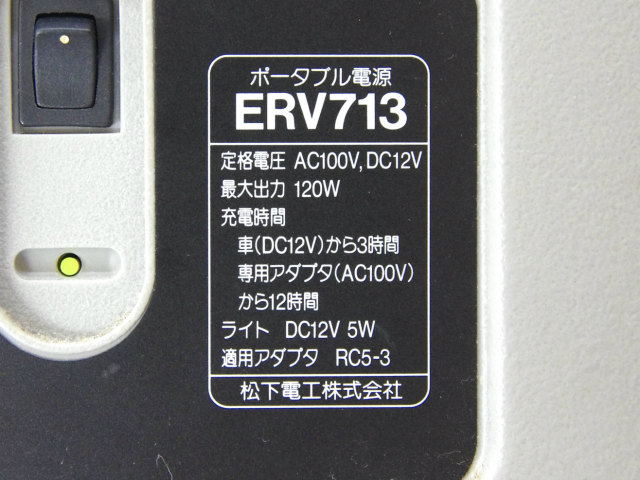 ポータブル電源
ERV713
定格電圧 AC100V, DC12V
最大出力 120W
充電時間
車(DC12V)から3時間
専用アダプタ(AC100V)
から12時間
ライト DC12V 5W
適用アダプタ RC5-3
松下電工株式会社